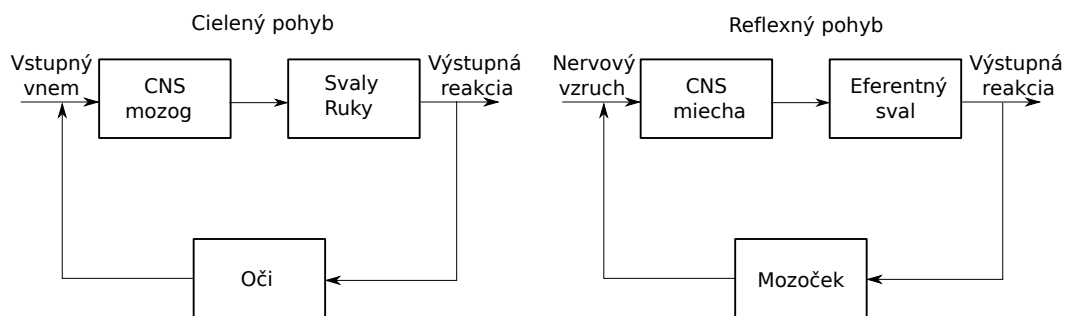 Cielený pohyb
Vstupný
vnem
CNS
mozog
Svaly
Ruky
Výstupná
reakcia
Oči
Reflexný pohyb
Nervový
vzruch
CNS
miecha
Eferentný
sval
Výstupná
reakcia
Mozoček